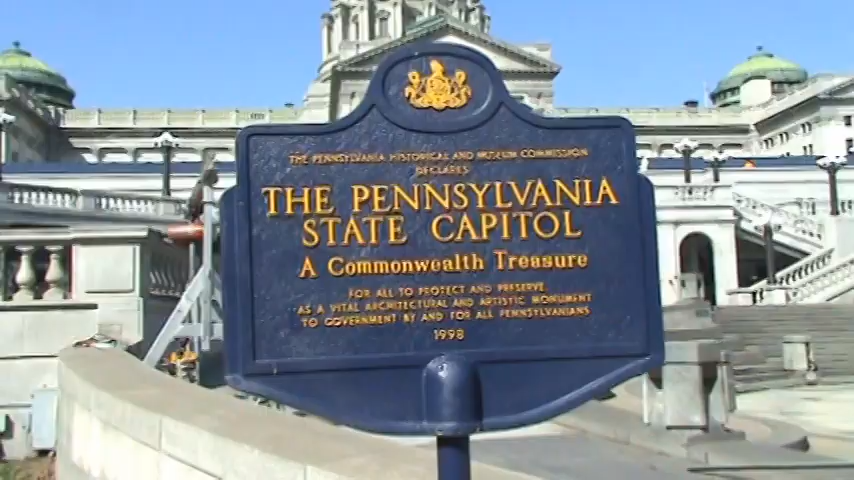 THE PENNSYLVANIA HISTORICAL AND MUSEUM COMMISSION
DECLARES
THE PENNSYLVANIA
STATE CAPITOL
A Commonwealth Treasure
FOR ALL TO PROTECT AND PRESERVE
AS A VITAL ARCHITECTURAL AND ARTISTIC MONUMENT
TO GOVERNMENT BY AND FOR ALL PENNSYLVANIANS
1998